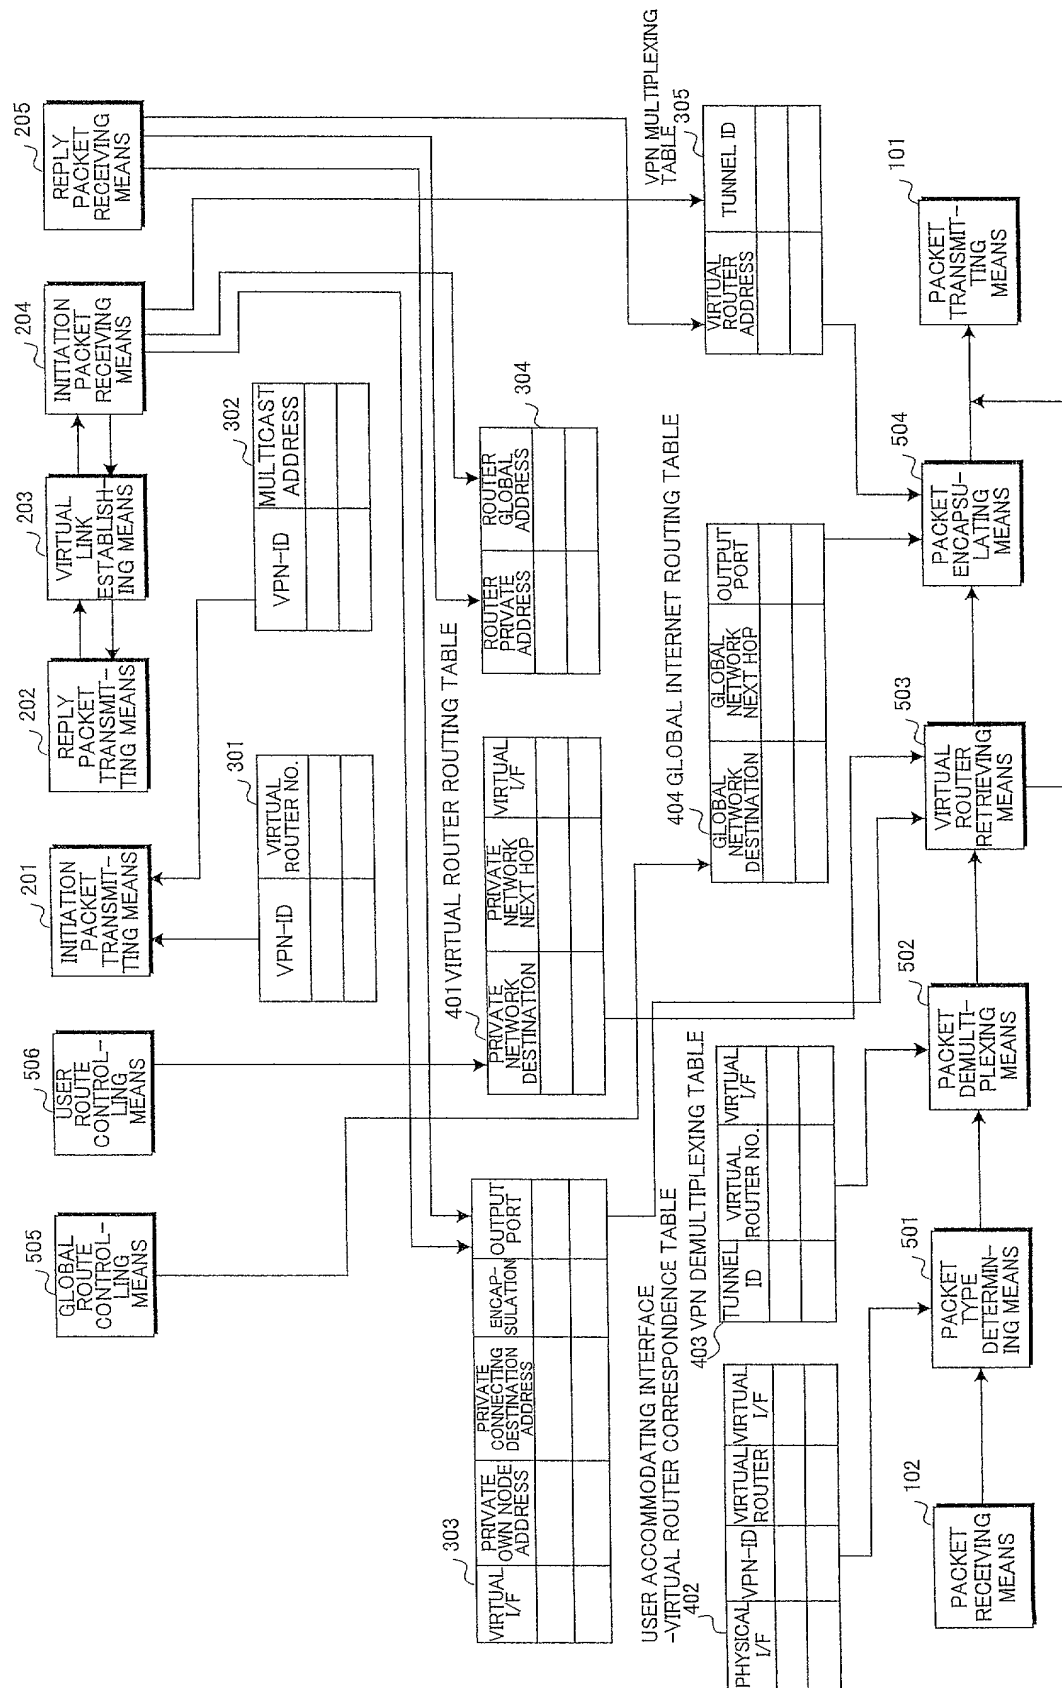 505
GLOBAL
ROUTE
CONTROL-
LING
MEANS
506
USER
ROUTE
CONTROL-
LING
MEANS
201
INITIATION
PACKET
TRANSMIT-
TING MEANS
202
REPLY
PACKET
TRANSMIT-
TING MEANS
203
VIRTUAL
LINK
ESTABLISH-
ING MEANS
204
INITIATION
PACKET
RECEIVING
MEANS
205
REPLY
PACKET
RECEIVING
MEANS
301
VPN-ID
VIRTUAL
ROUTER NO.
302
VPN-ID
MULTICAST
ADDRESS
303
VIRTUAL
I/F
PRIVATE
OWN NODE
ADDRESS
PRIVATE
CONNECTING
DESTINATION
ADDRESS
ENCAP-
SULATION
OUTPUT
PORT
401 VIRTUAL ROUTER ROUTING TABLE
PRIVATE
NETWORK
DESTINATION
PRIVATE
NETWORK
NEXT HOP
VIRTUAL
I/F
304
ROUTER
PRIVATE
ADDRESS
ROUTER
GLOBAL
ADDRESS
USER ACCOMMODATING INTERFACE
-VIRTUAL ROUTER CORRESPONDENCE TABLE
402
PHYSICAL
I/F
VPN-ID
VIRTUAL
ROUTER
VIRTUAL
I/F
403 VPN DEMULTIPLEXING TABLE
TUNNEL
ID
VIRTUAL
ROUTER NO.
VIRTUAL
I/F
404 GLOBAL INTERNET ROUTING TABLE
GLOBAL
NETWORK
DESTINATION
GLOBAL
NETWORK
NEXT HOP
OUTPUT
PORT
VPN MULTIPLEXING
TABLE
305
VIRTUAL
ROUTER
ADDRESS
TUNNEL ID
102
PACKET
RECEIVING
MEANS
501
PACKET
TYPE
DETERMIN-
ING MEANS
502
PACKET
DEMULTI-
PLEXING
MEANS
503
VIRTUAL
ROUTER
RETRIEVING
MEANS
504
PACKET
ENCAPSU-
LATING
MEANS
101
PACKET
TRANSMIT-
TING
MEANS